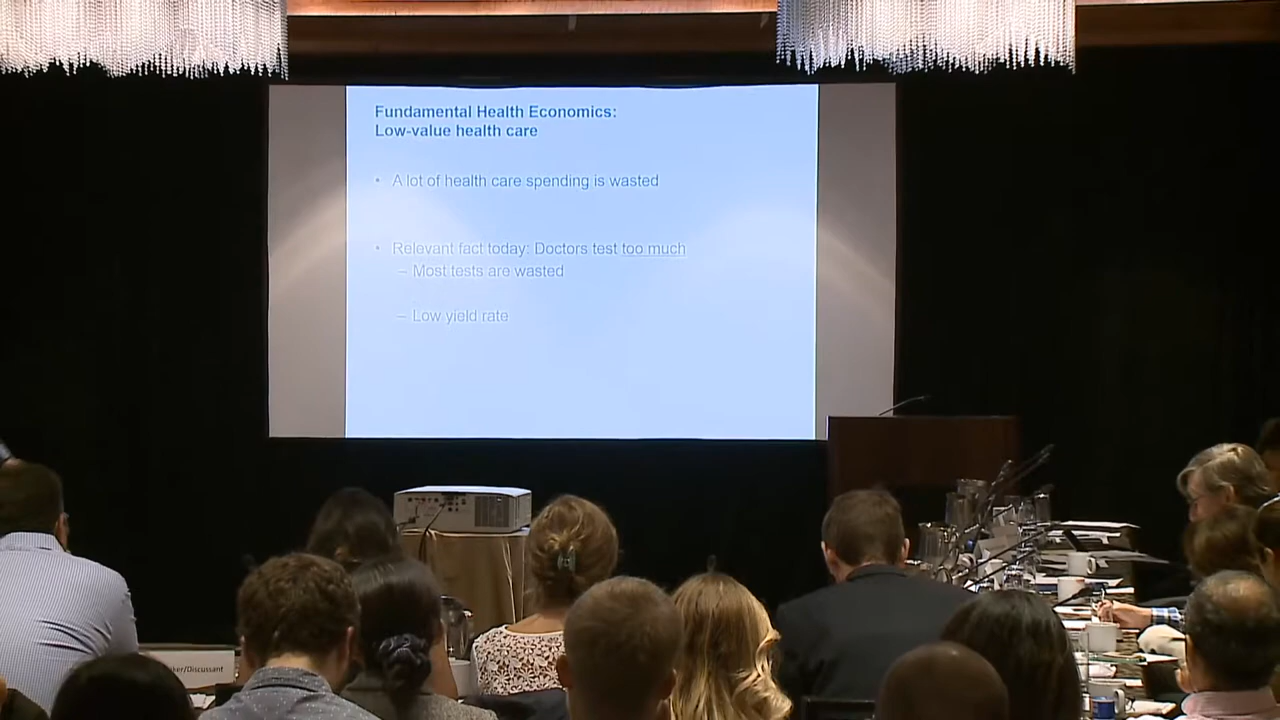 Fundamental Health Economics:
Low-value health care
• A lot of health care spending is wasted
• Relevant fact today: Doctors test too much
– Most tests are wasted
– Low yield rate
/Discussant